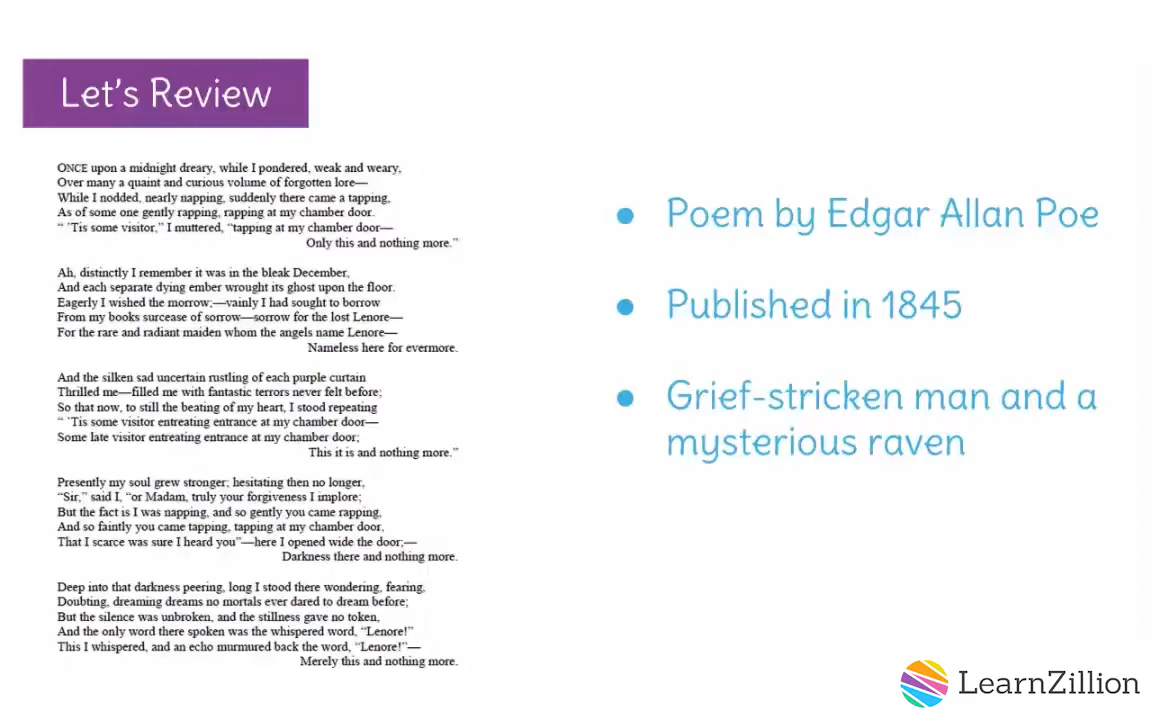 Let's Review
ONCE upon a midnight dreary, while I pondered, weak and weary,
Over many a quaint and curious volume of forgotten lore—
While I nodded, nearly napping, suddenly there came a tapping,
As of some one gently rapping, rapping at my chamber door.
“ 'Tis some visitor,” I muttered, “tapping at my chamber door—
Only this and nothing more.”
Ah, distinctly I remember it was in the bleak December,
And each separate dying ember wrought its ghost upon the floor.
Eagerly I wished the morrow;—vainly I had sought to borrow
From my books surcease of sorrow—sorrow for the lost Lenore—
For the rare and radiant maiden whom the angels name Lenore—
Nameless here for evermore.
And the silken sad uncertain rustling of each purple curtain
Thrilled me—filled me with fantastic terrors never felt before;
So that now, to still the beating of my heart, I stood repeating
“ 'Tis some visitor entreating entrance at my chamber door—
Some late visitor entreating entrance at my chamber door;
This it is and nothing more.”
Presently my soul grew stronger; hesitating then no longer,
“Sir,” said I, “or Madam, truly your forgiveness I implore;
But the fact is I was napping, and so gently you came rapping,
And so faintly you came tapping, tapping at my chamber door,
That I scarce was sure I heard you”—here I opened wide the door;—
Darkness there and nothing more.
Deep into that darkness peering, long I stood there wondering, fearing,
Doubting, dreaming dreams no mortals ever dared to dream before;
But the silence was unbroken, and the stillness gave no token,
And the only word there spoken was the whispered word, “Lenore!”
This I whispered, and an echo murmured back the word, “Lenore!”—
Merely this and nothing more.
● Poem by Edgar Allan Poe
● Published in 1845
● Grief-stricken man and a
mysterious raven
LearnZillion